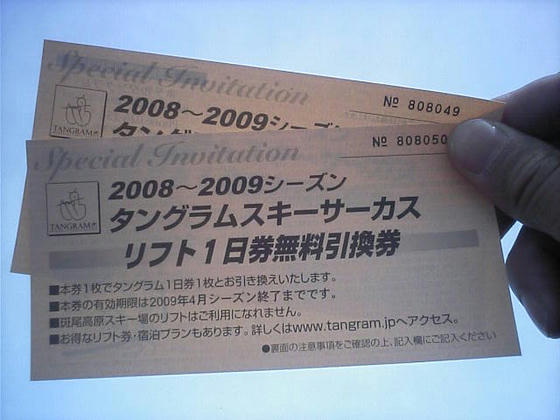 Special Invitation
№ 808049
TANGRAM
2008～2009シーズン
タング
Special Invitation
№ 808050
TANGRAM
2008～2009シーズン
タングラムスキーサーカス
リフト1日券無料引換券
■本券1枚でタングラム1日券1枚とお引き換えいたします。
■本券の有効期限は2009年4月シーズン終了までです。
■斑尾高原スキー場のリフトはご利用になれません。
■お得なリフト券・宿泊プランもあります。詳しくはwww.tangram.jpへアクセス。
●裏面の注意事項をご確認の上、記入欄にご記入ください